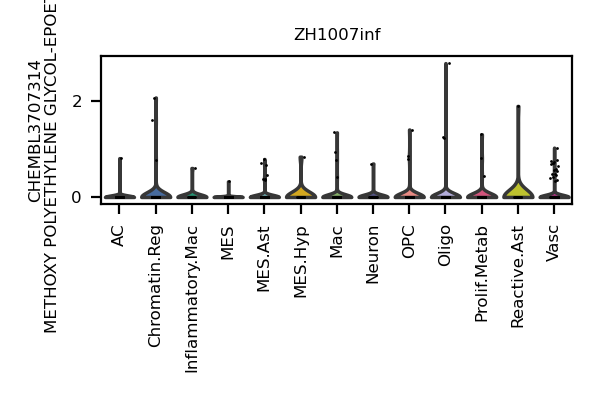 ZH1007inf
CHEMBL3707314
METHOXY POLYETHYLENE GLYCOL-EPOET
2
0
AC
Chromatin.Reg
Inflammatory.Mac
MES
MES.Ast
MES.Hyp
Mac
Neuron
OPC
Oligo
Prolif.Metab
Reactive.Ast
Vasc